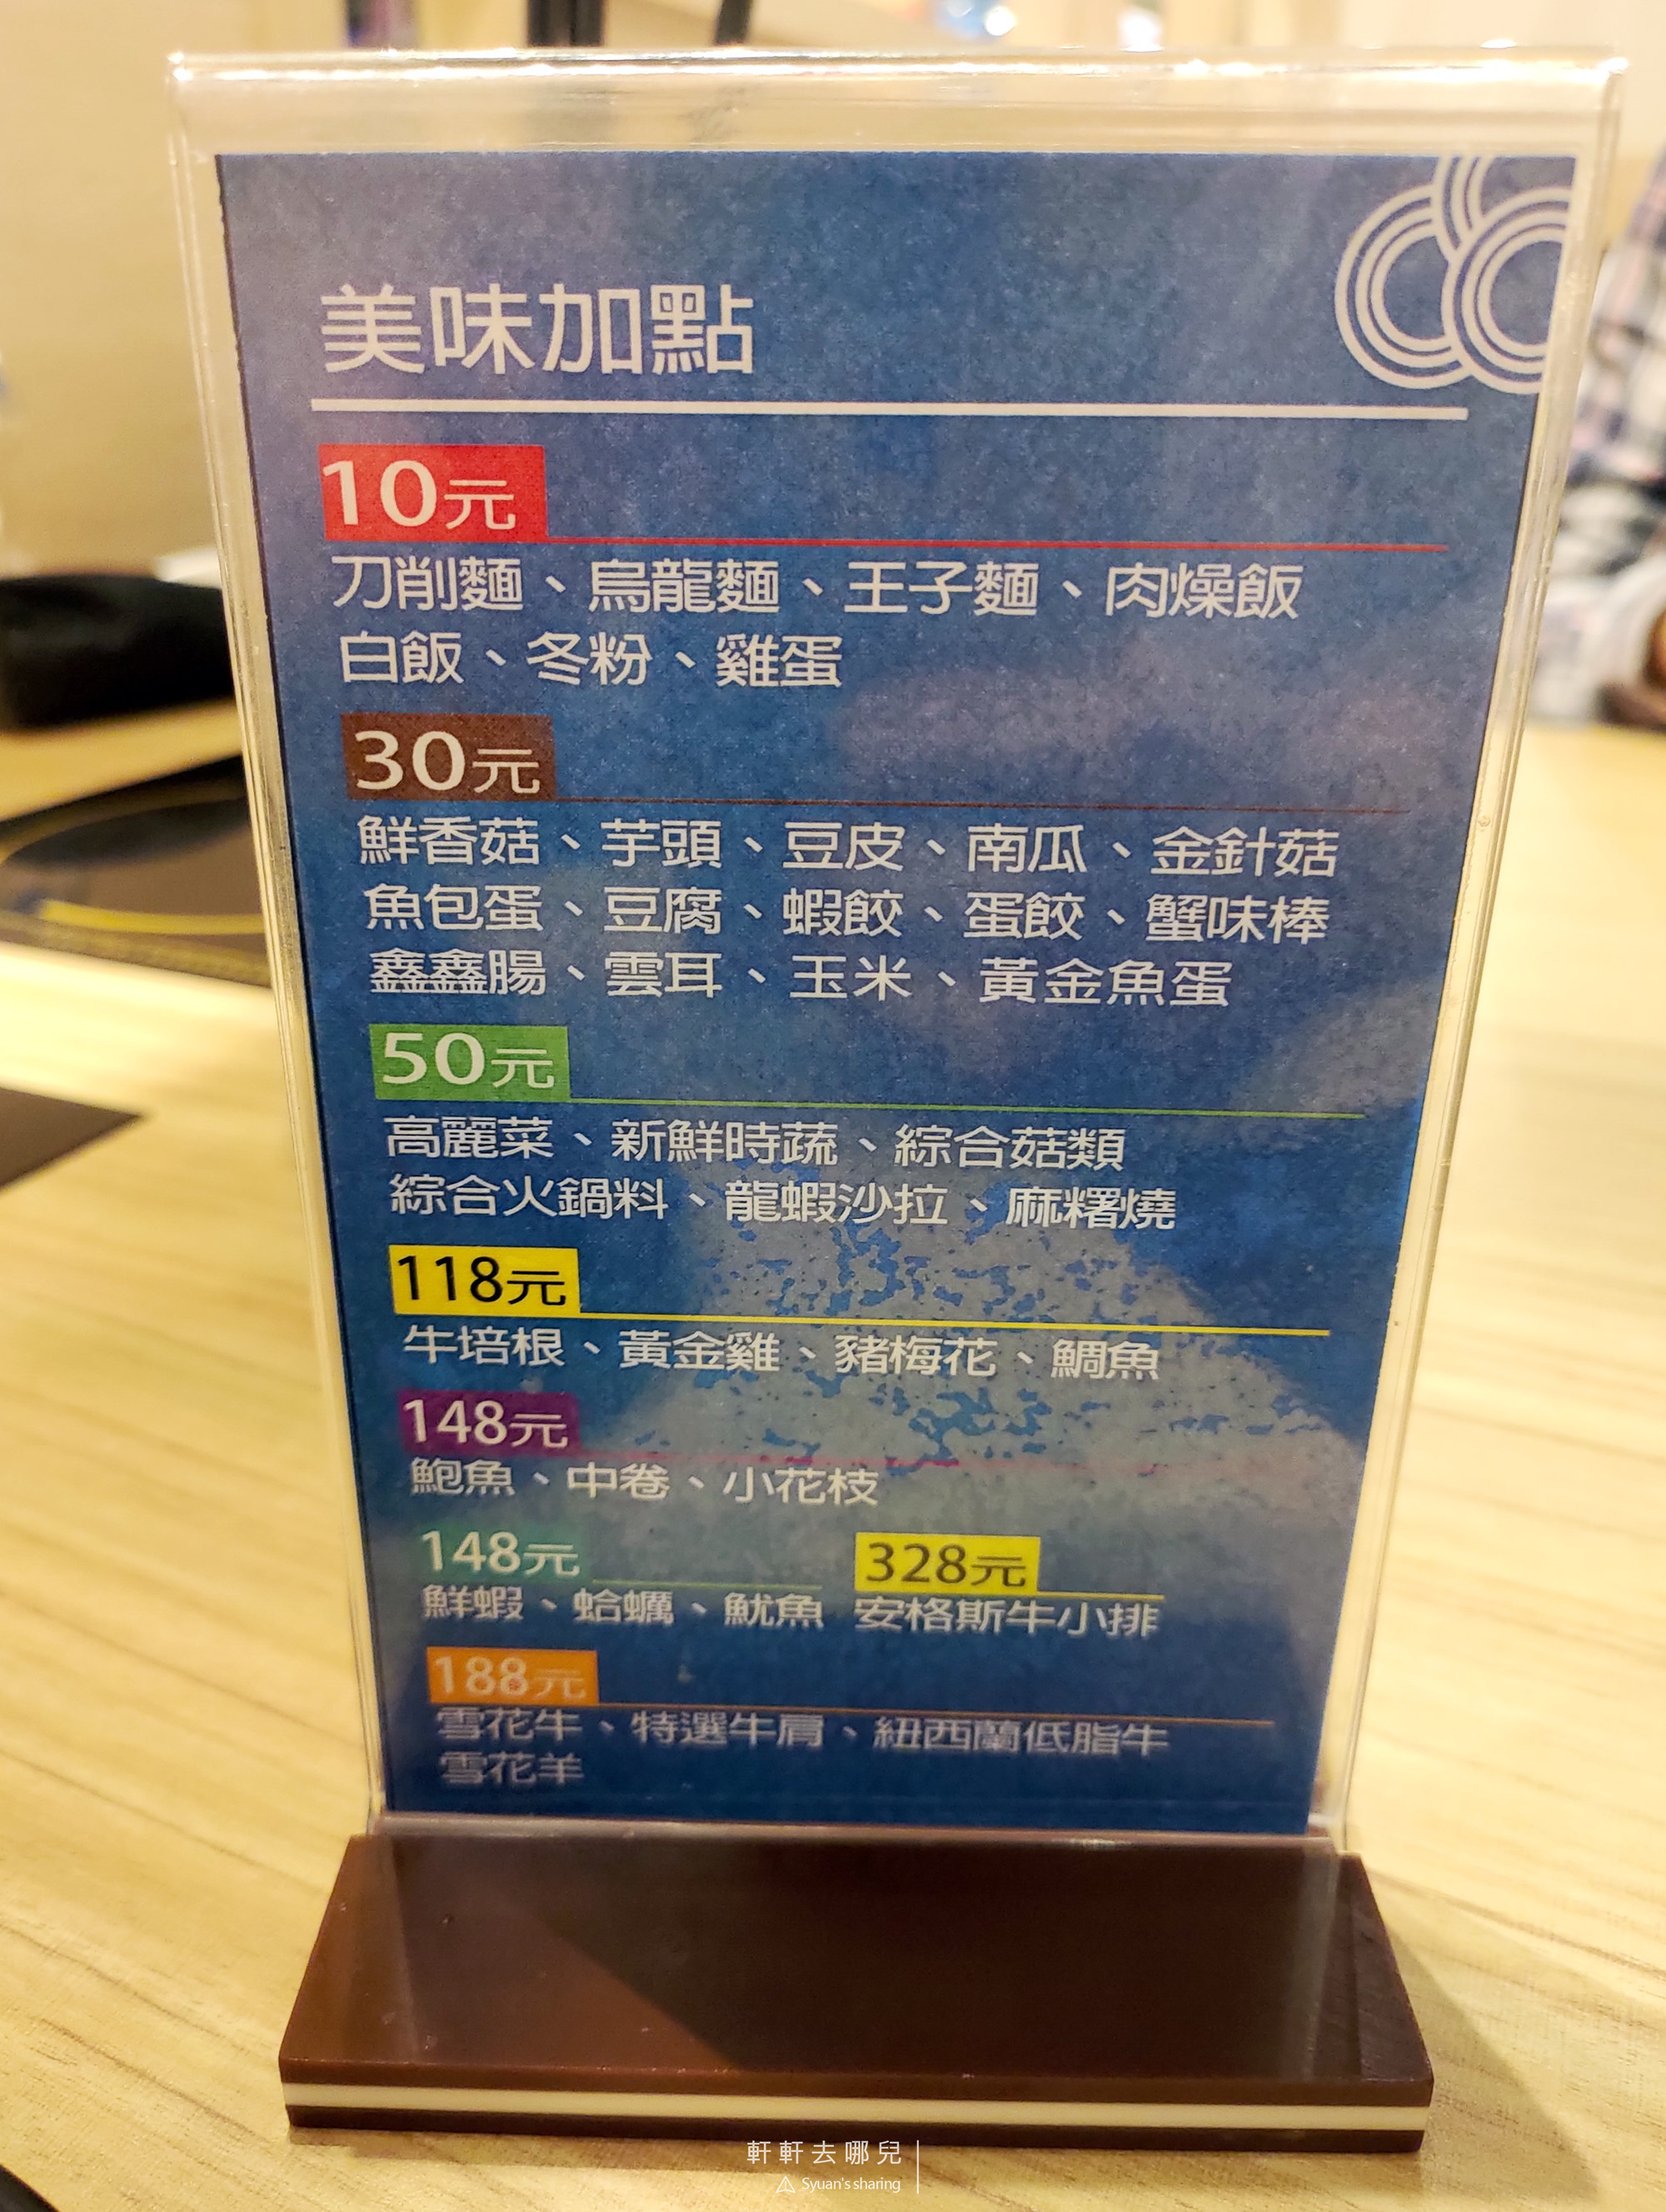 美味加點
10元
刀削麵、烏龍麵、王子麵、肉燥飯
白飯、冬粉、雞蛋
30元
鮮香菇、芋頭、豆皮、南瓜、金針菇
魚包蛋、豆腐、蝦餃、蛋餃、蟹味棒
鑫鑫腸、雲耳、玉米、黃金魚蛋
50元
高麗菜、新鮮時蔬、綜合菇類
綜合火鍋料、龍蝦沙拉、麻糬燒
118元
牛培根、黃金雞、豬梅花、鯛魚
148元
鮑魚、中卷、小花枝
148元
鮮蝦、蛤蠣、魷魚
328元
安格斯牛小排
188元
雪花牛、特選牛肩、紐西蘭低脂牛
雪花羊
軒軒去哪兒
Syuan's sharing